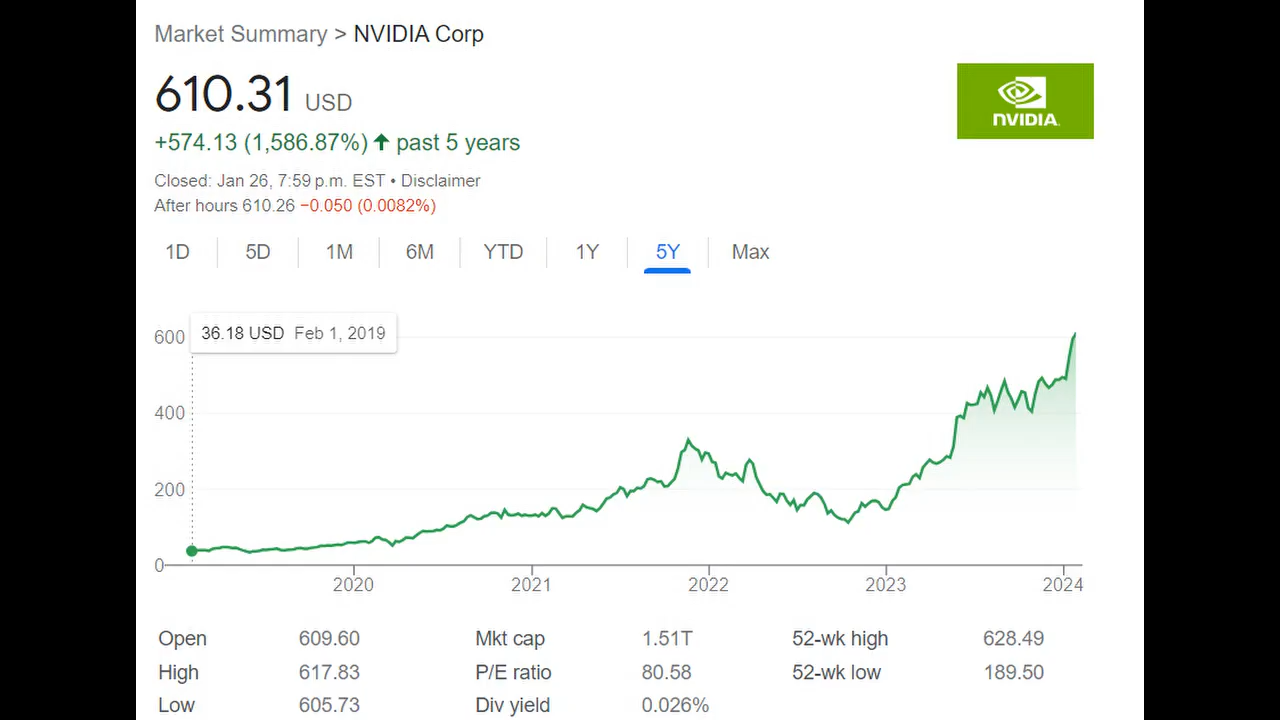 Market Summary > NVIDIA Corp
610.31 USD
+574.13 (1,586.87%) ↑ past 5 years
Closed: Jan 26, 7:59 p.m. EST • Disclaimer
After hours 610.26 −0.050 (0.0082%)
NVIDIA.
1D 5D 1M 6M YTD 1Y 5Y Max
36.18 USD Feb 1, 2019
600
400
200
0
2020 2021 2022 2023 2024
Open 609.60 Mkt cap 1.51T 52-wk high 628.49
High 617.83 P/E ratio 80.58 52-wk low 189.50
Low 605.73 Div yield 0.026%